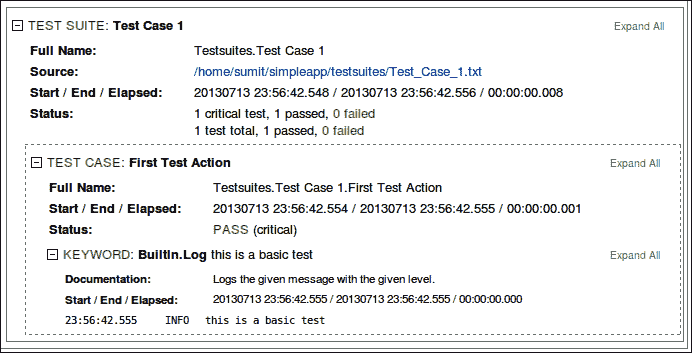 TEST SUITE: Test Case 1 Expand All
Full Name: Testsuites.Test Case 1
Source: /home/sumit/simpleapp/testsuites/Test_Case_1.txt
Start / End / Elapsed: 20130713 23:56:42.548 / 20130713 23:56:42.556 / 00:00:00.008
Status: 1 critical test, 1 passed, 0 failed
1 test total, 1 passed, 0 failed
TEST CASE: First Test Action Expand All
Full Name: Testsuites.Test Case 1.First Test Action
Start / End / Elapsed: 20130713 23:56:42.554 / 20130713 23:56:42.555 / 00:00:00.001
Status: PASS (critical)
KEYWORD: BuiltIn.Log this is a basic test Expand All
Documentation: Logs the given message with the given level.
Start / End / Elapsed: 20130713 23:56:42.555 / 20130713 23:56:42.555 / 00:00:00.000
23:56:42.555 INFO this is a basic test